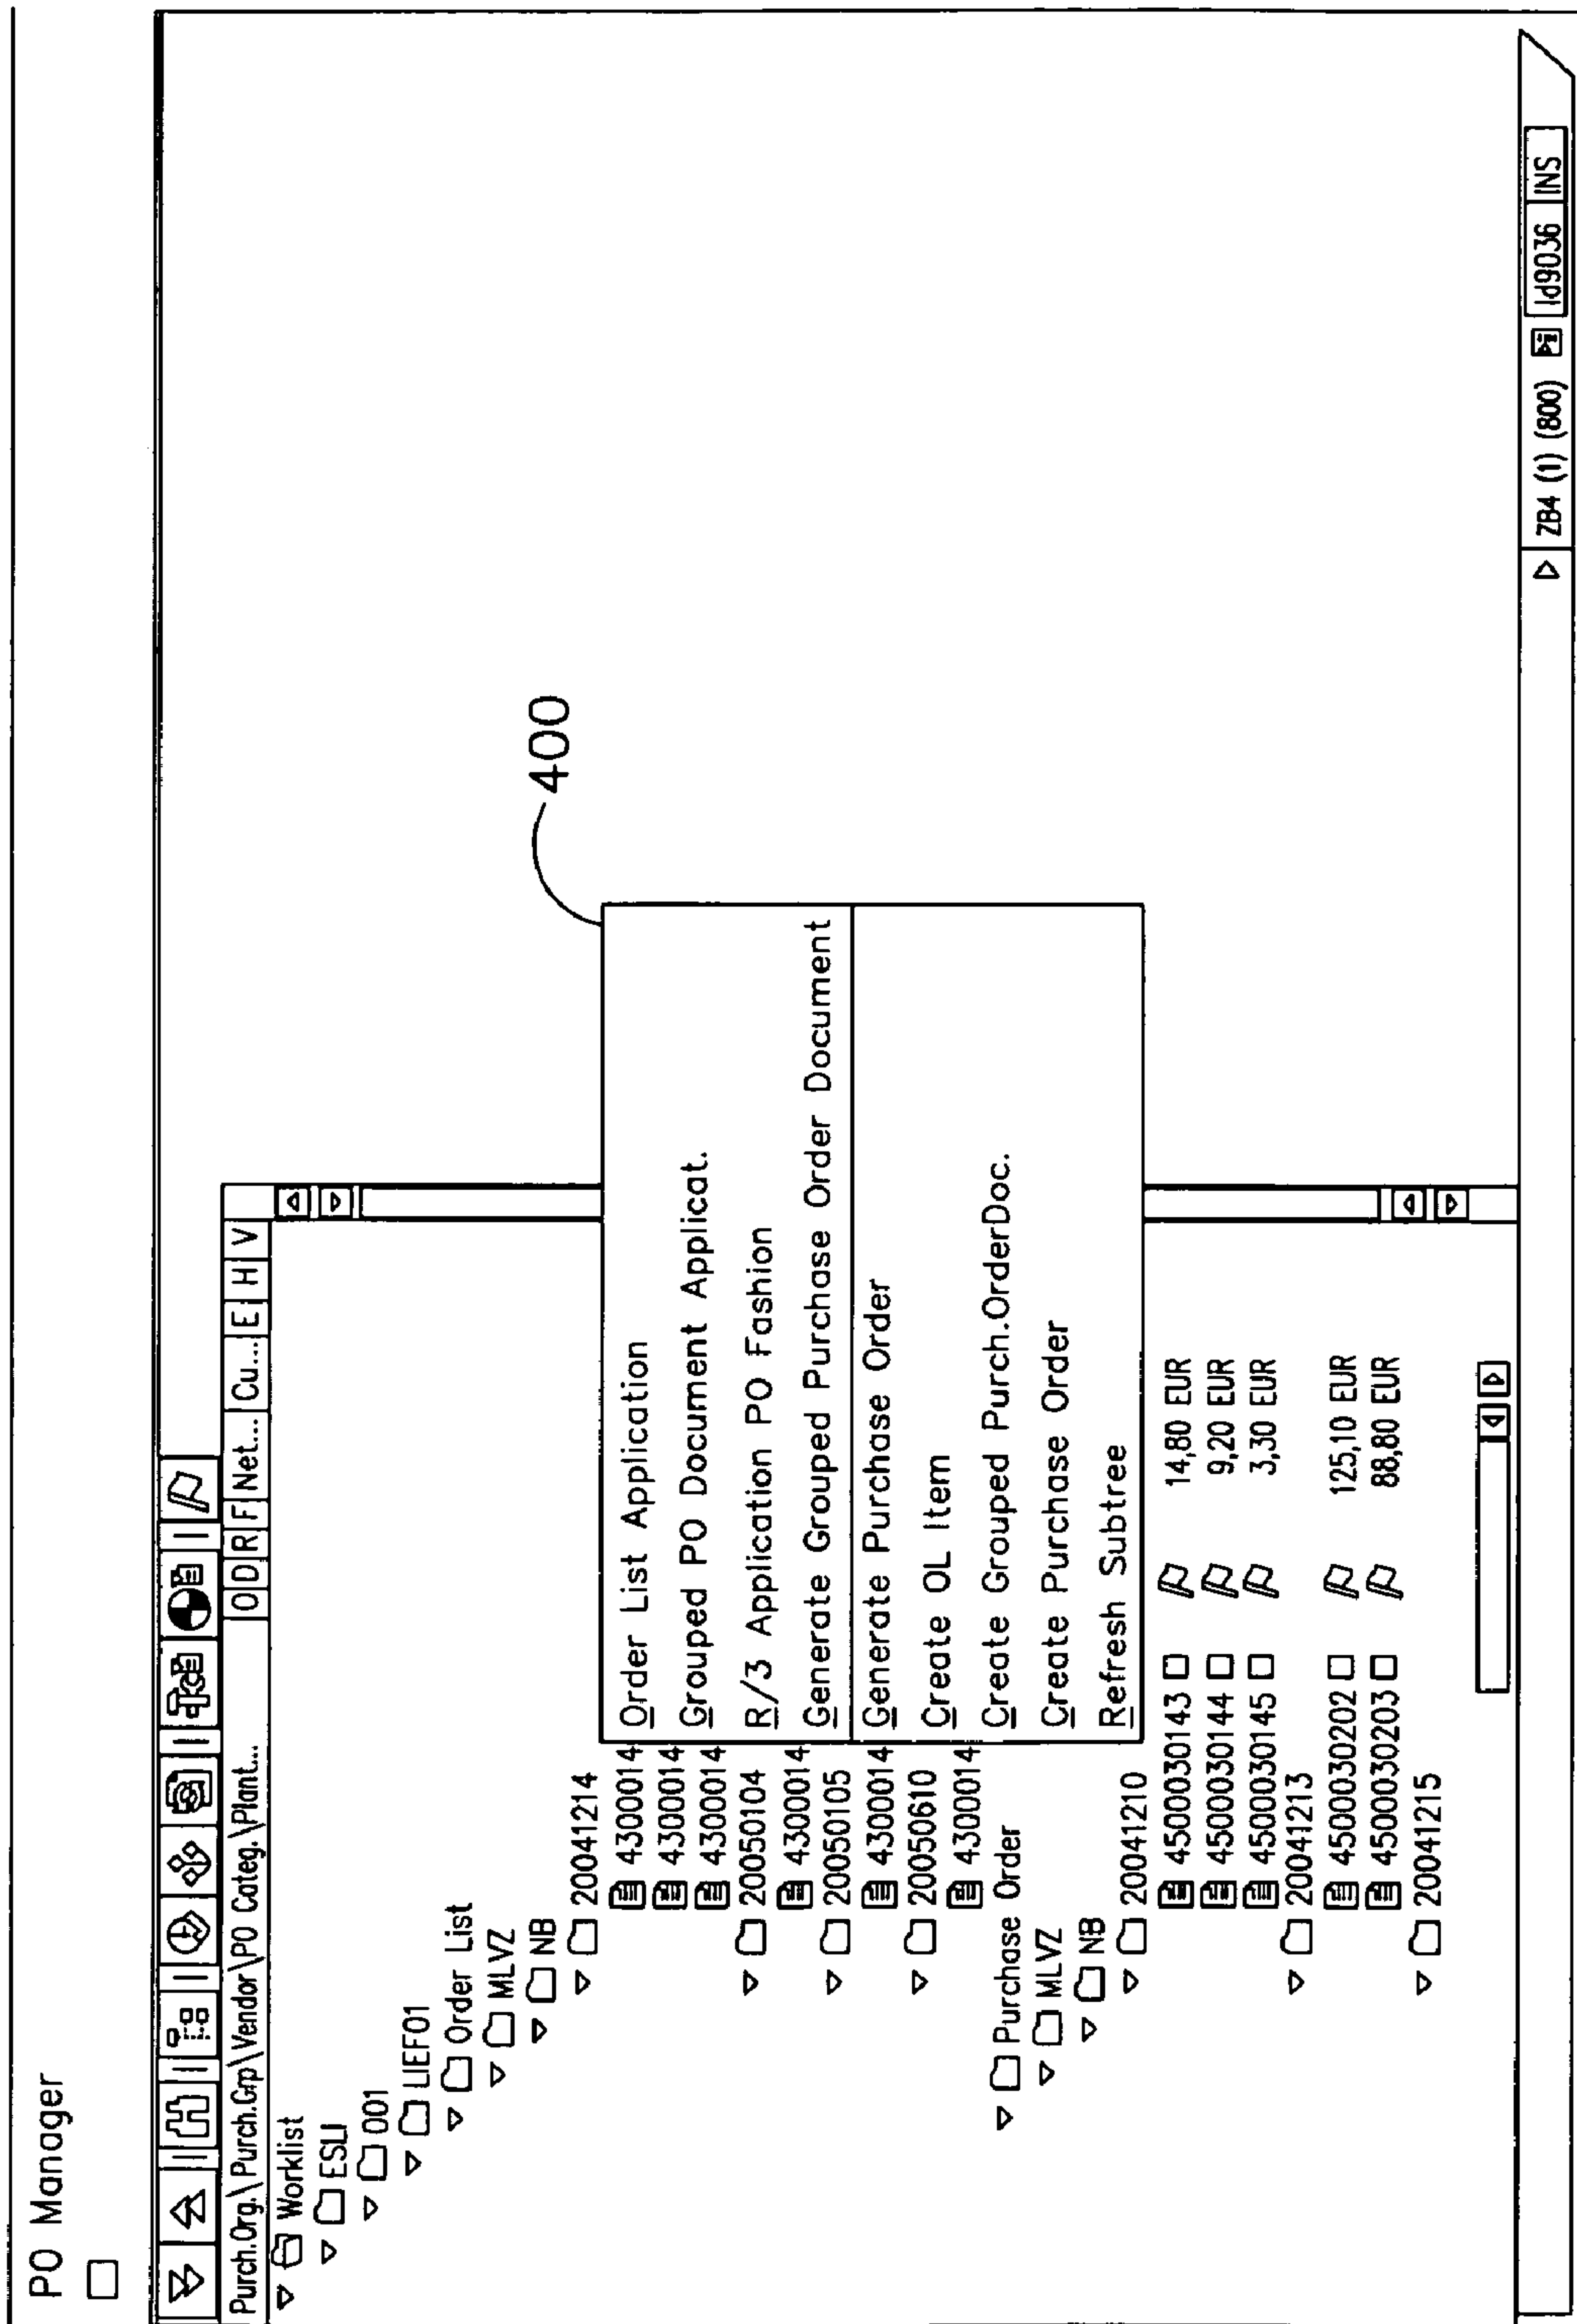 PO Manager
Purch.Org.\Purch.Grp\Vendor\PO Categ.\Plant... O D R F Net... Cu... E H V
Worklist
ESLI
001
LIEF01
Order List
MLVZ
NB
20041214
4300014
4300014
4300014
20050104
4300014
20050105
4300014
20050610
4300014
Order List Application
Grouped PO Document Applicat.
R/3 Application PO Fashion
Generate Grouped Purchase Order Document
Generate Purchase Order
Create OL Item
Create Grouped Purch.OrderDoc.
Create Purchase Order
Refresh Subtree
400
Purchase Order
MLVZ
NB
20041210
4500030143 14,80 EUR
4500030144 9,20 EUR
4500030145 3,30 EUR
20041213
4500030202 125,10 EUR
4500030203 88,80 EUR
20041215
ZB4 (1) (800) ld9036 INS